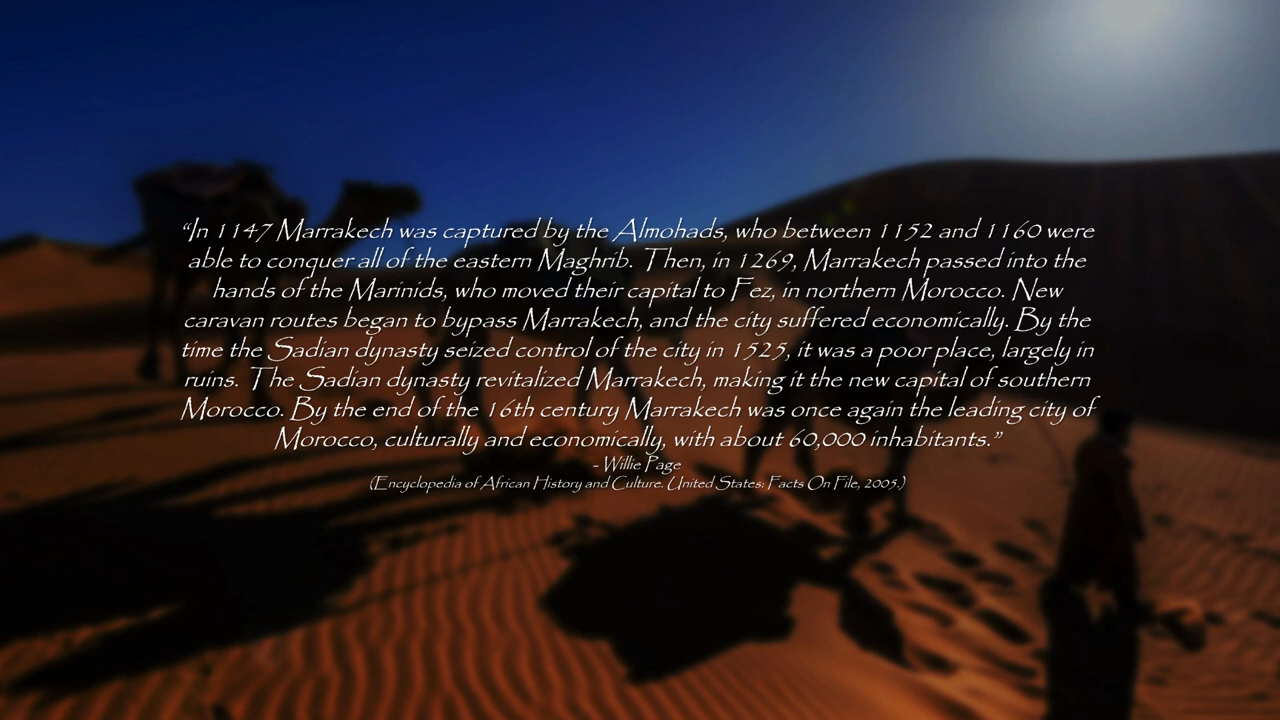 “In 1147 Marrakech was captured by the Almohads, who between 1152 and 1160 were
able to conquer all of the eastern Maghrib. Then, in 1269, Marrakech passed into the
hands of the Marinids, who moved their capital to Fez, in northern Morocco. New
caravan routes began to bypass Marrakech, and the city suffered economically. By the
time the Sadian dynasty seized control of the city in 1525, it was a poor place, largely in
ruins. The Sadian dynasty revitalized Marrakech, making it the new capital of southern
Morocco. By the end of the 16th century Marrakech was once again the leading city of
Morocco, culturally and economically, with about 60,000 inhabitants.”
- Willie Page
(Encyclopedia of African History and Culture. United States: Facts On File, 2005.)